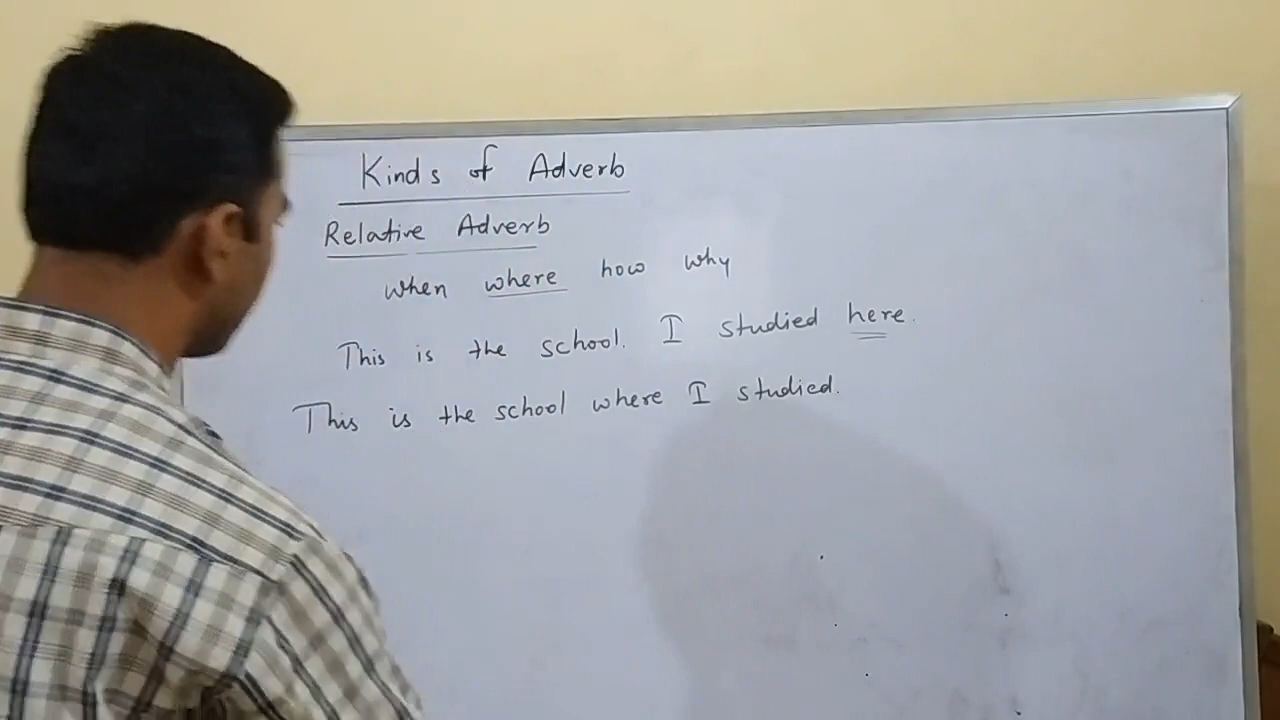 Kinds of Adverb
Relative Adverb
when where how why
This is the school. I studied here.
This is the school where I studied.